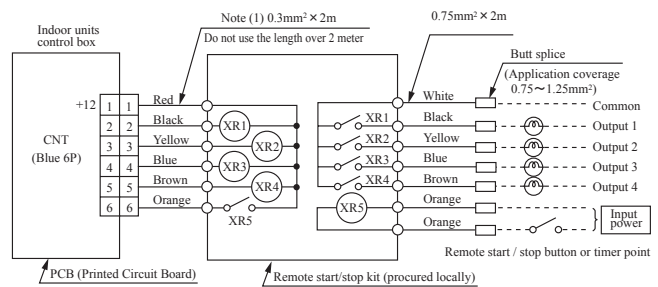 Note (1) 0.3mm² × 2m
Do not use the length over 2 meter
0.75mm² × 2m
Indoor units
control box
Butt splice
(Application coverage
0.75～1.25mm²)
+12
CNT
(Blue 6P)
1 1 Red
2 2 Black
3 3 Yellow
4 4 Blue
5 5 Brown
6 6 Orange
XR1
XR2
XR3
XR4
XR5
XR1
XR2
XR3
XR4
XR5
White
Common
Black
Output 1
Yellow
Output 2
Blue
Output 3
Brown
Output 4
Orange
Orange
Input
power
Remote start / stop button or timer point
PCB (Printed Circuit Board)
Remote start/stop kit (procured locally)